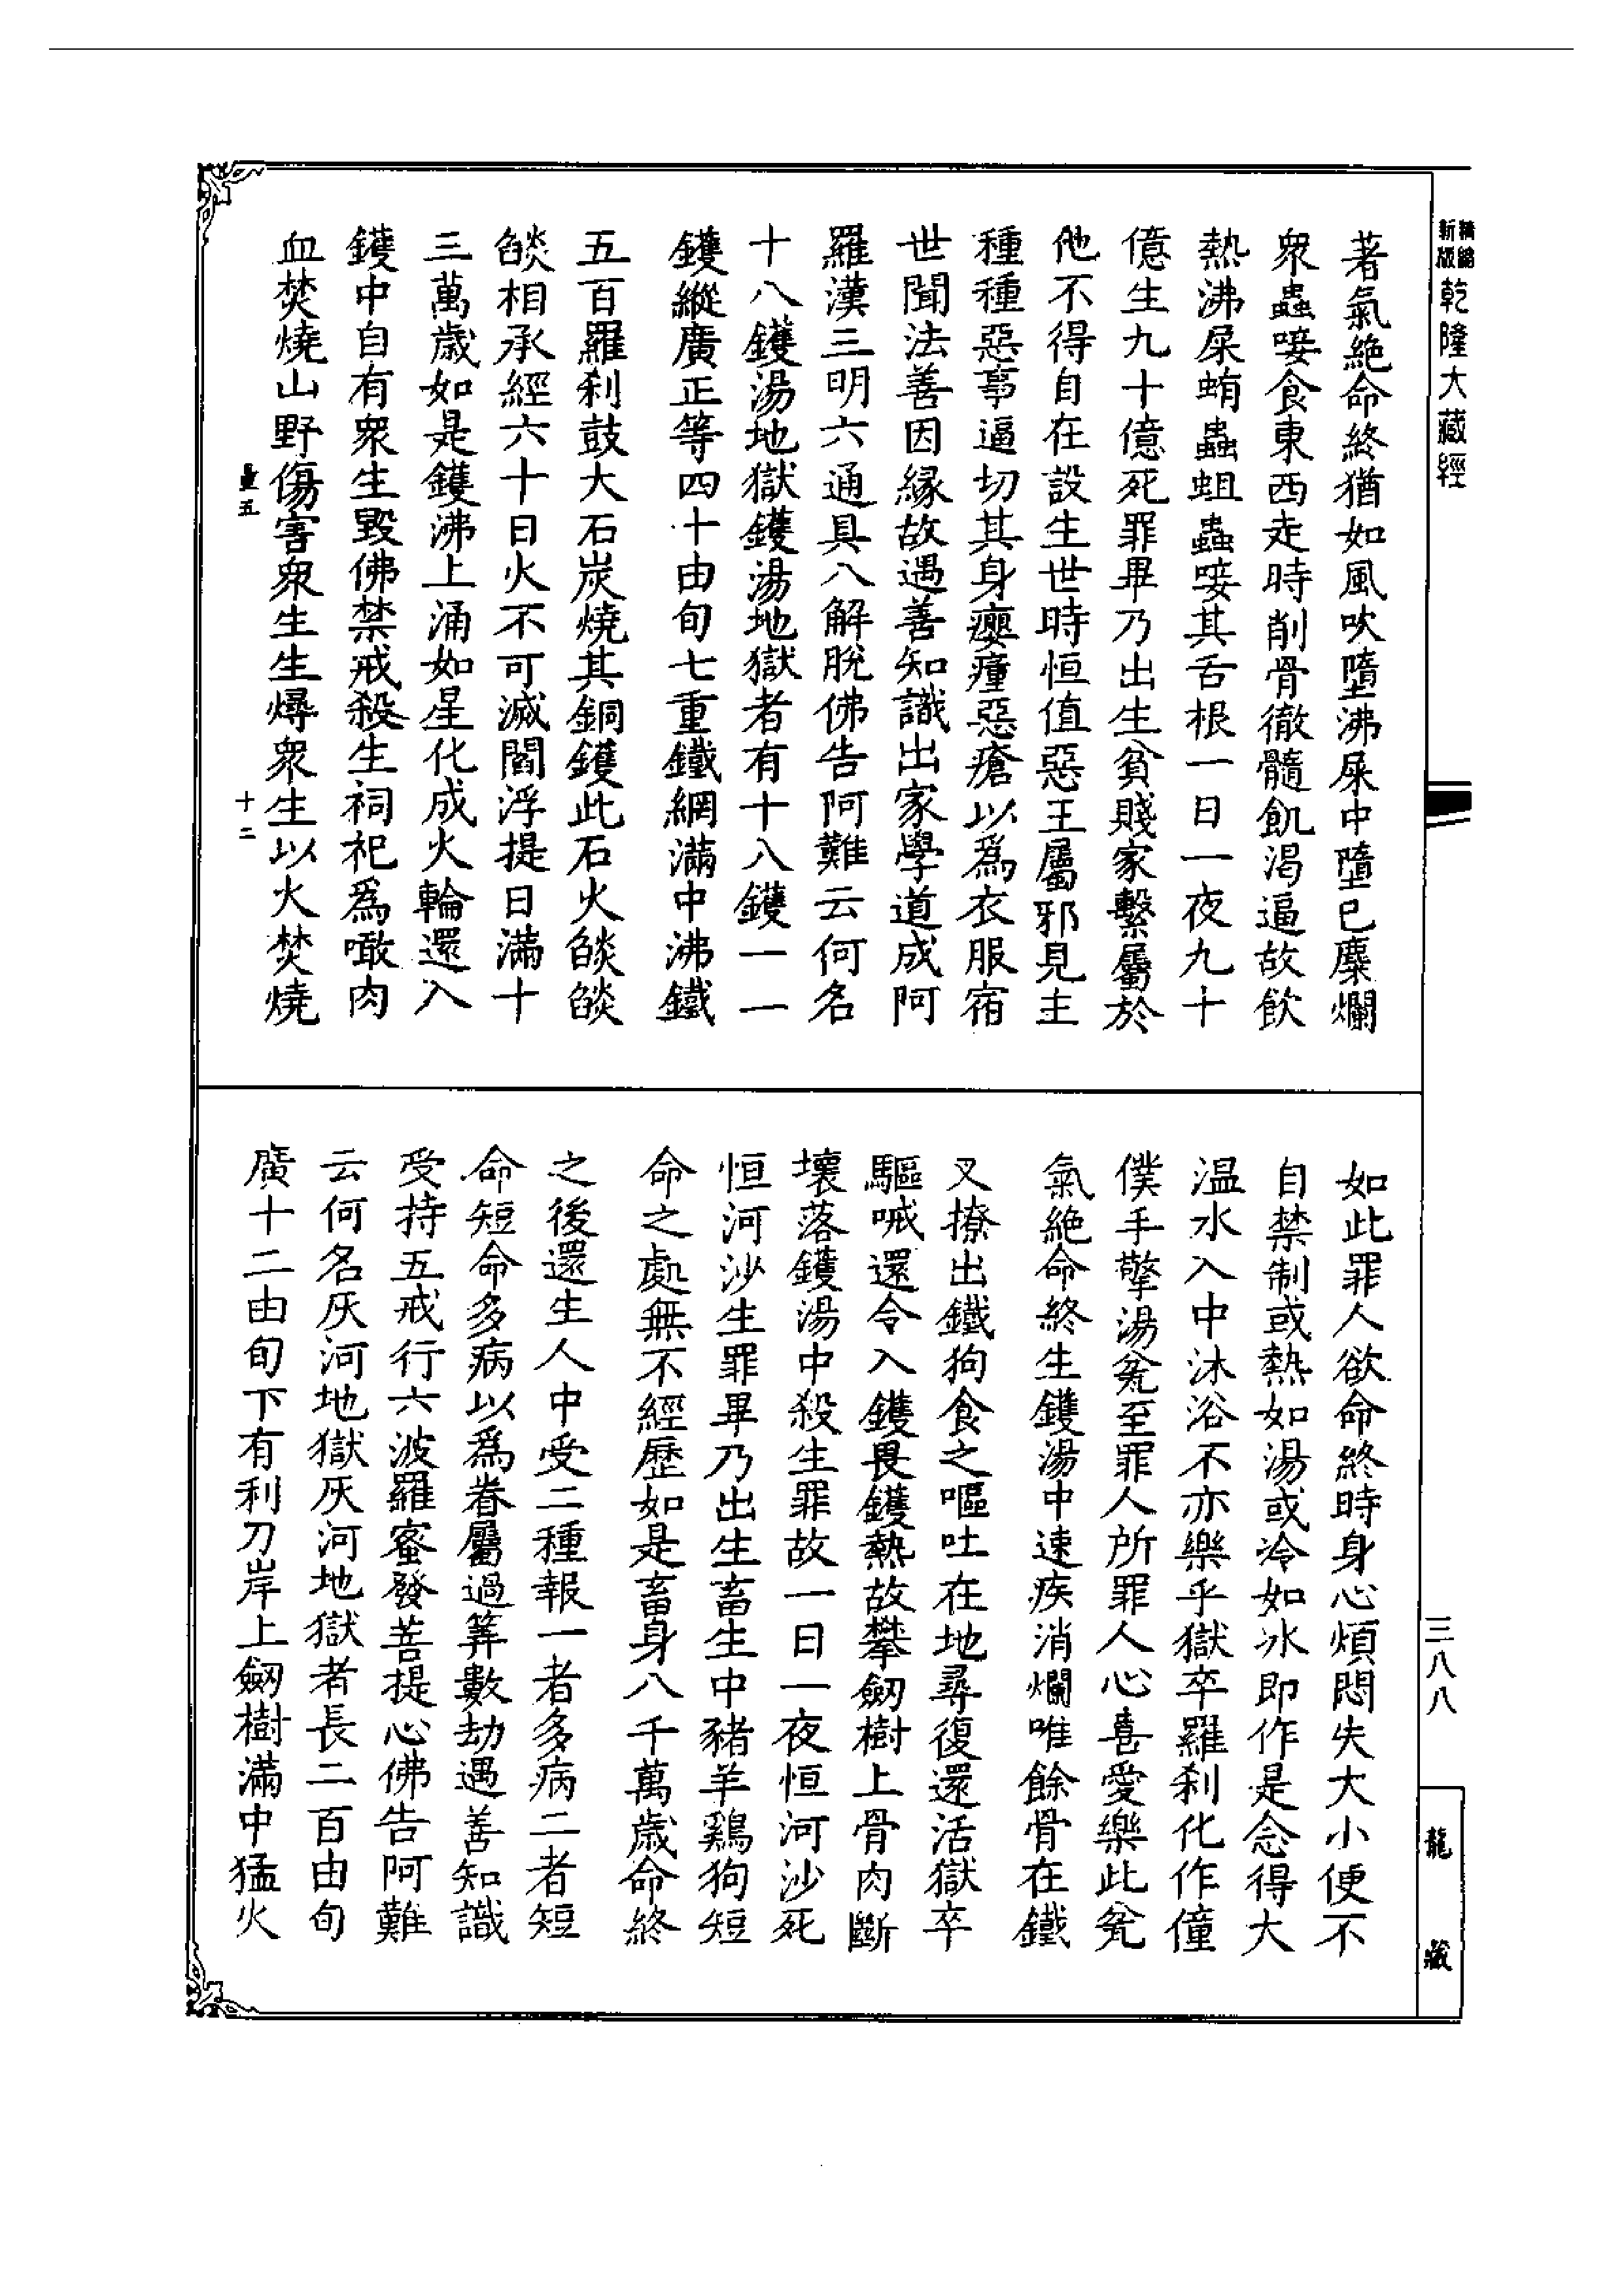 精縮新版乾隆大藏經
著氣絶命終猶如風吹墮沸屎中墮已糜爛
衆蟲唼食東西走時削骨徹髓飢渴逼故飲
熱沸屎蛕蟲蛆蟲唼其舌根一日一夜九十
億生九十億死罪畢乃出生貧賤家繫屬於
他不得自在設生世時恒值惡王屬邪見主
種種惡事逼切其身癭瘇惡瘡以爲衣服宿
世聞法善因緣故遇善知識出家學道成阿
羅漢三明六通具八解脫佛告阿難云何名
十八鑊湯地獄鑊湯地獄者有十八鑊一一
鑊縱廣正等四十由旬七重鐵網滿中沸鐵
五百羅刹鼓大石炭燒其銅鑊此石火燄燄
燄相承經六十日火不可滅閻浮提日滿十
三萬歲如是鑊沸上涌如星化成火輪還入
鑊中自有衆生毀佛禁戒殺生祠祀爲噉肉
血焚燒山野傷害衆生生燖衆生以火焚燒
量五
十二
如此罪人欲命終時身心煩悶失大小便不
自禁制或熱如湯或冷如冰即作是念得大
温水入中沐浴不亦樂乎獄卒羅刹化作僮
僕手擎湯瓮至罪人所罪人心喜愛樂此瓮
氣絶命終生鑊湯中速疾消爛唯餘骨在鐵
叉撩出鐵狗食之嘔吐在地尋復還活獄卒
驅喊還令入鑊畏鑊熱故攀劒樹上骨肉斷
壞落鑊湯中殺生罪故一日一夜恒河沙死
恒河沙生罪畢乃出生畜生中豬羊鷄狗短
命之處無不經歷如是畜身八千萬歲命終
之後還生人中受二種報一者多病二者短
命短命多病以爲眷屬過筭數劫遇善知識
受持五戒行六波羅蜜發菩提心佛告阿難
云何名灰河地獄灰河地獄者長二百由旬
廣十二由旬下有利刀岸上劒樹滿中猛火
三八八
龍藏